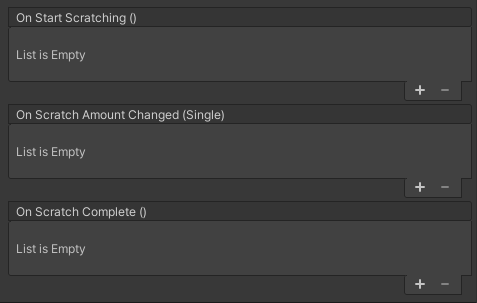 On Start Scratching ()
List is Empty
+ −
On Scratch Amount Changed (Single)
List is Empty
+ −
On Scratch Complete ()
List is Empty
+ −